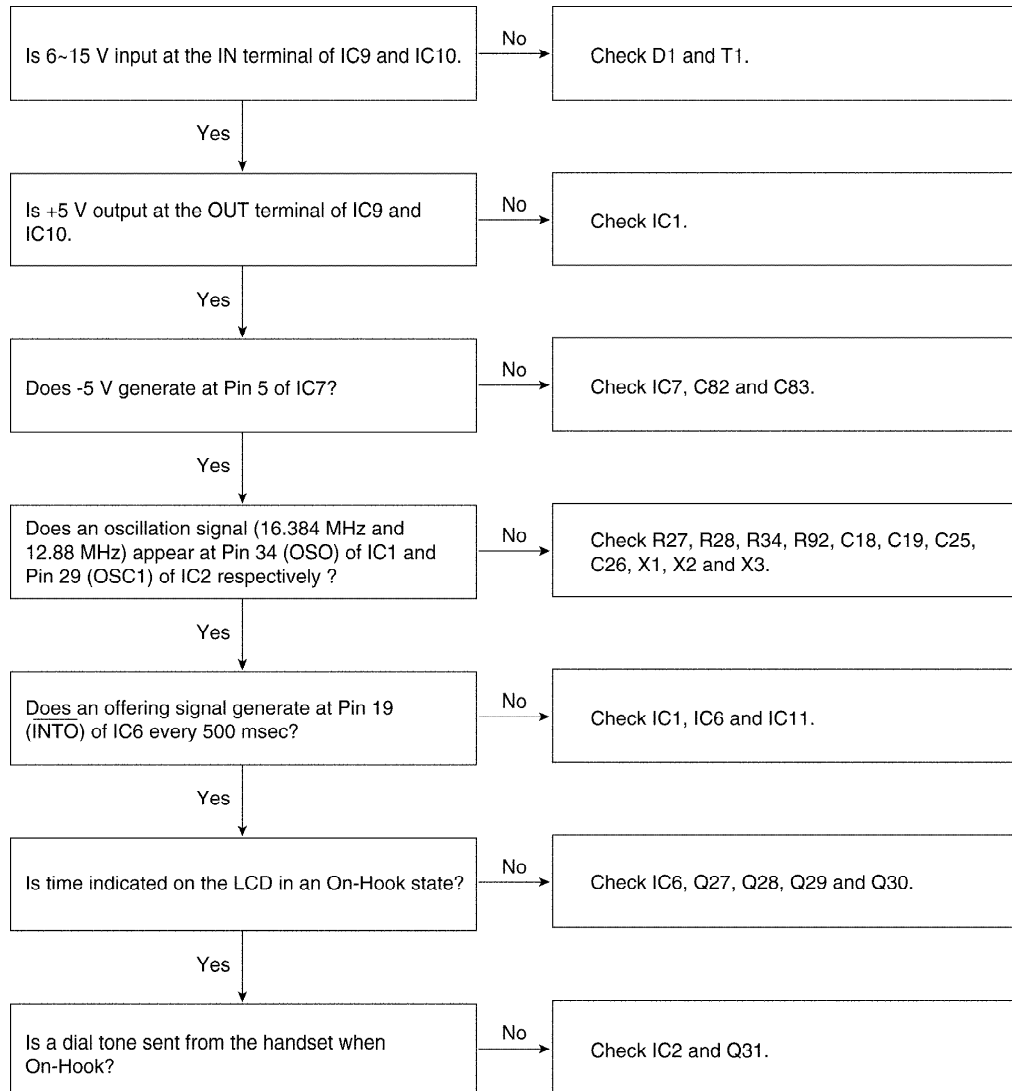 Is 6~15 V input at the IN terminal of IC9 and IC10.
No
Check D1 and T1.
Yes
Is +5 V output at the OUT terminal of IC9 and
IC10.
No
Check IC1.
Yes
Does -5 V generate at Pin 5 of IC7?
No
Check IC7, C82 and C83.
Yes
Does an oscillation signal (16.384 MHz and
12.88 MHz) appear at Pin 34 (OSO) of IC1 and
Pin 29 (OSC1) of IC2 respectively ?
No
Check R27, R28, R34, R92, C18, C19, C25,
C26, X1, X2 and X3.
Yes
Does an offering signal generate at Pin 19
(INTO) of IC6 every 500 msec?
No
Check IC1, IC6 and IC11.
Yes
Is time indicated on the LCD in an On-Hook state?
No
Check IC6, Q27, Q28, Q29 and Q30.
Yes
Is a dial tone sent from the handset when
On-Hook?
No
Check IC2 and Q31.